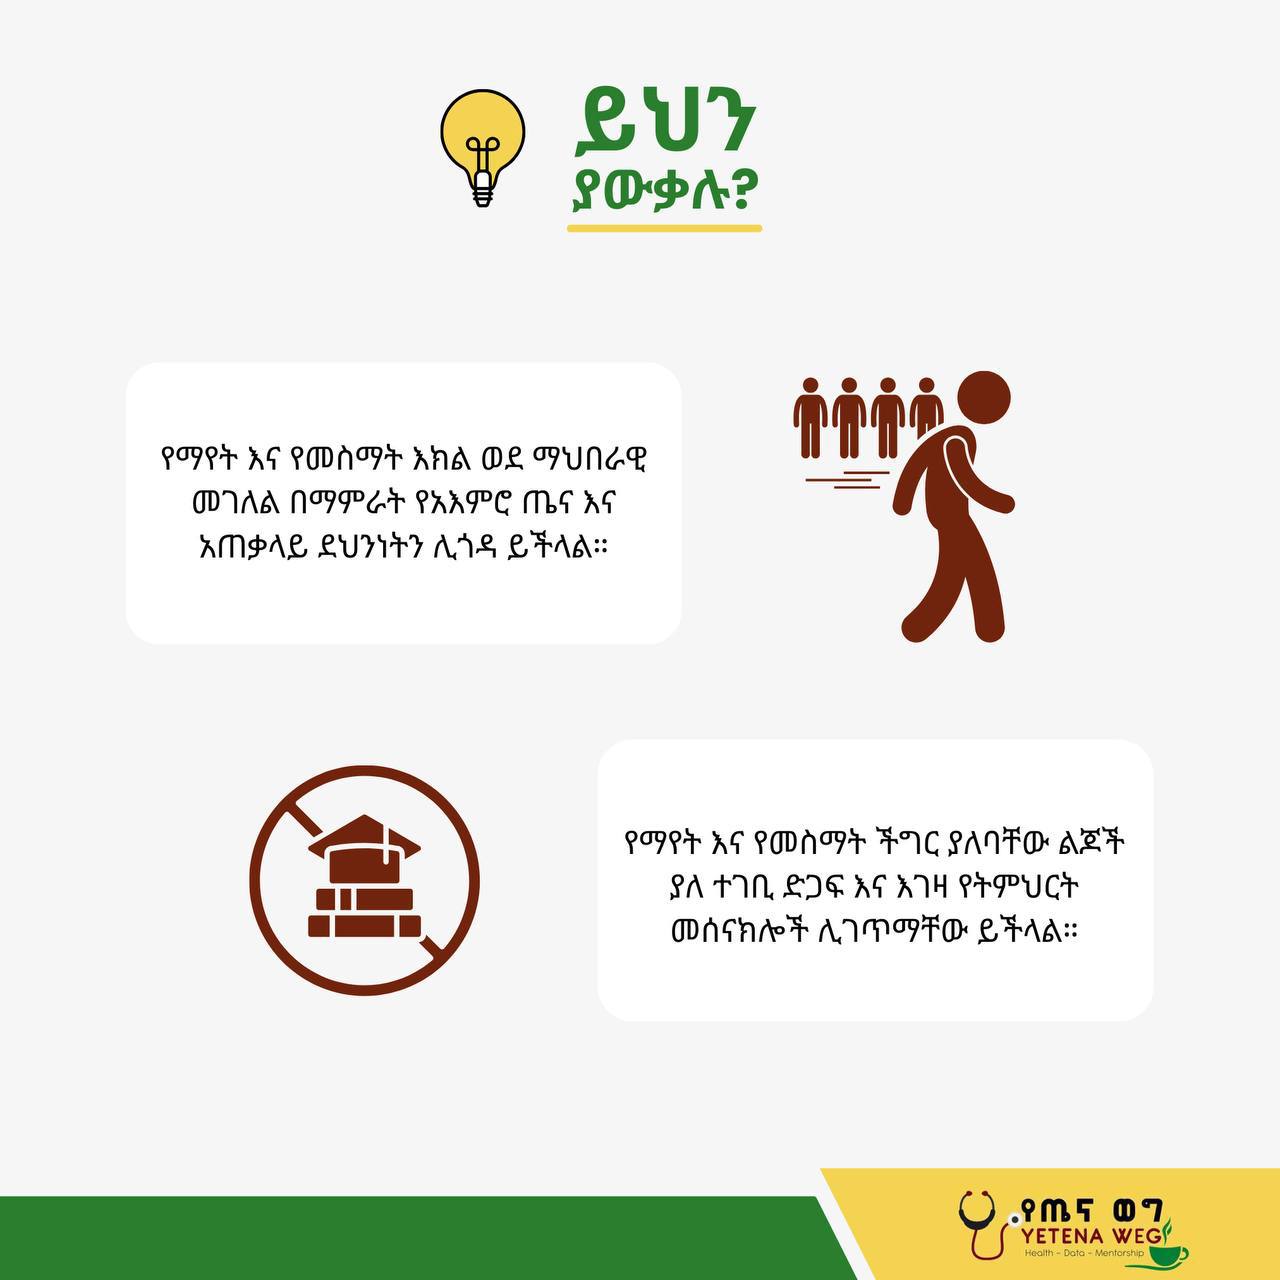 ይህን
ያውቃሉ?
የማየት እና የመስማት እክል ወደ ማህበራዊ
መገለል በማምራት የአእምሮ ጤና እና
አጠቃላይ ደህንነትን ሊጎዳ ይችላል።
የማየት እና የመስማት ችግር ያለባቸው ልጆች
ያለ ተገቢ ድጋፍ እና እገዛ የትምህርት
መሰናክሎች ሊገጥማቸው ይችላል።
የጤና ወግ
YETENA WEG
Health - Data - Mentorship